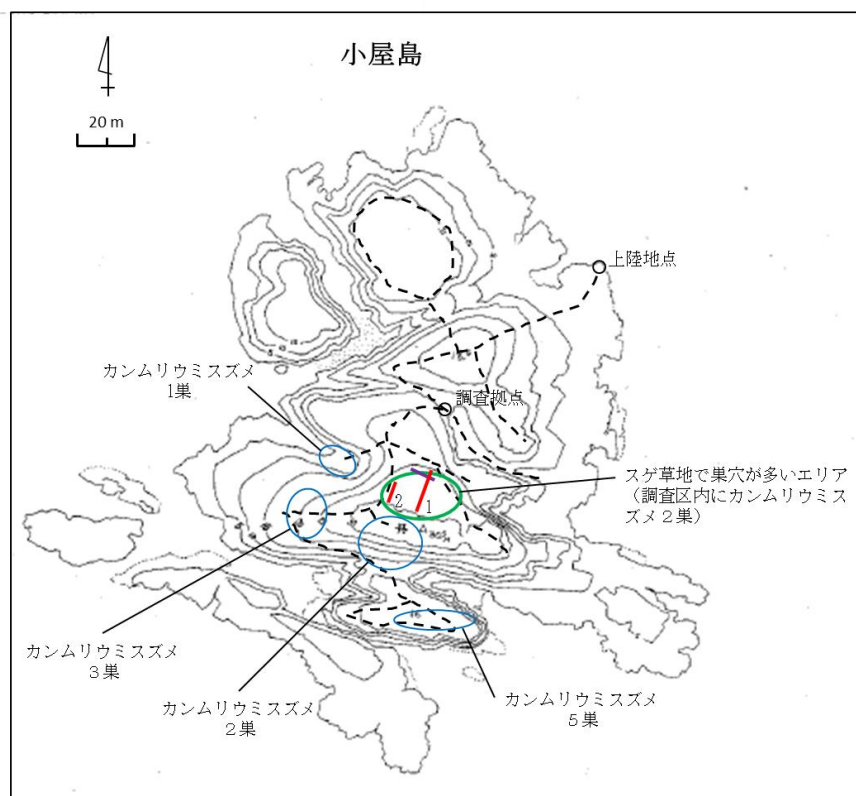 小屋島
20 m
上陸地点
カンムリウミスズメ
1巣
調査拠点
スゲ草地で巣穴が多いエリア
(調査区内にカンムリウミス
ズメ2巣)
2
1
カンムリウミスズメ
3巣
カンムリウミスズメ
2巣
カンムリウミスズメ
5巣